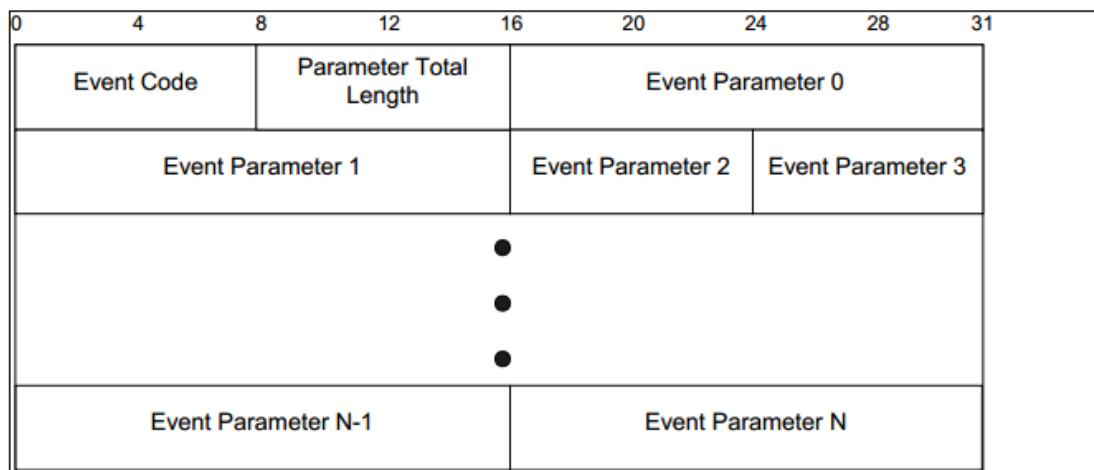 0 4 8 12 16 20 24 28 31
Event Code
Parameter Total
Length
Event Parameter 0
Event Parameter 1
Event Parameter 2
Event Parameter 3
Event Parameter N-1
Event Parameter N